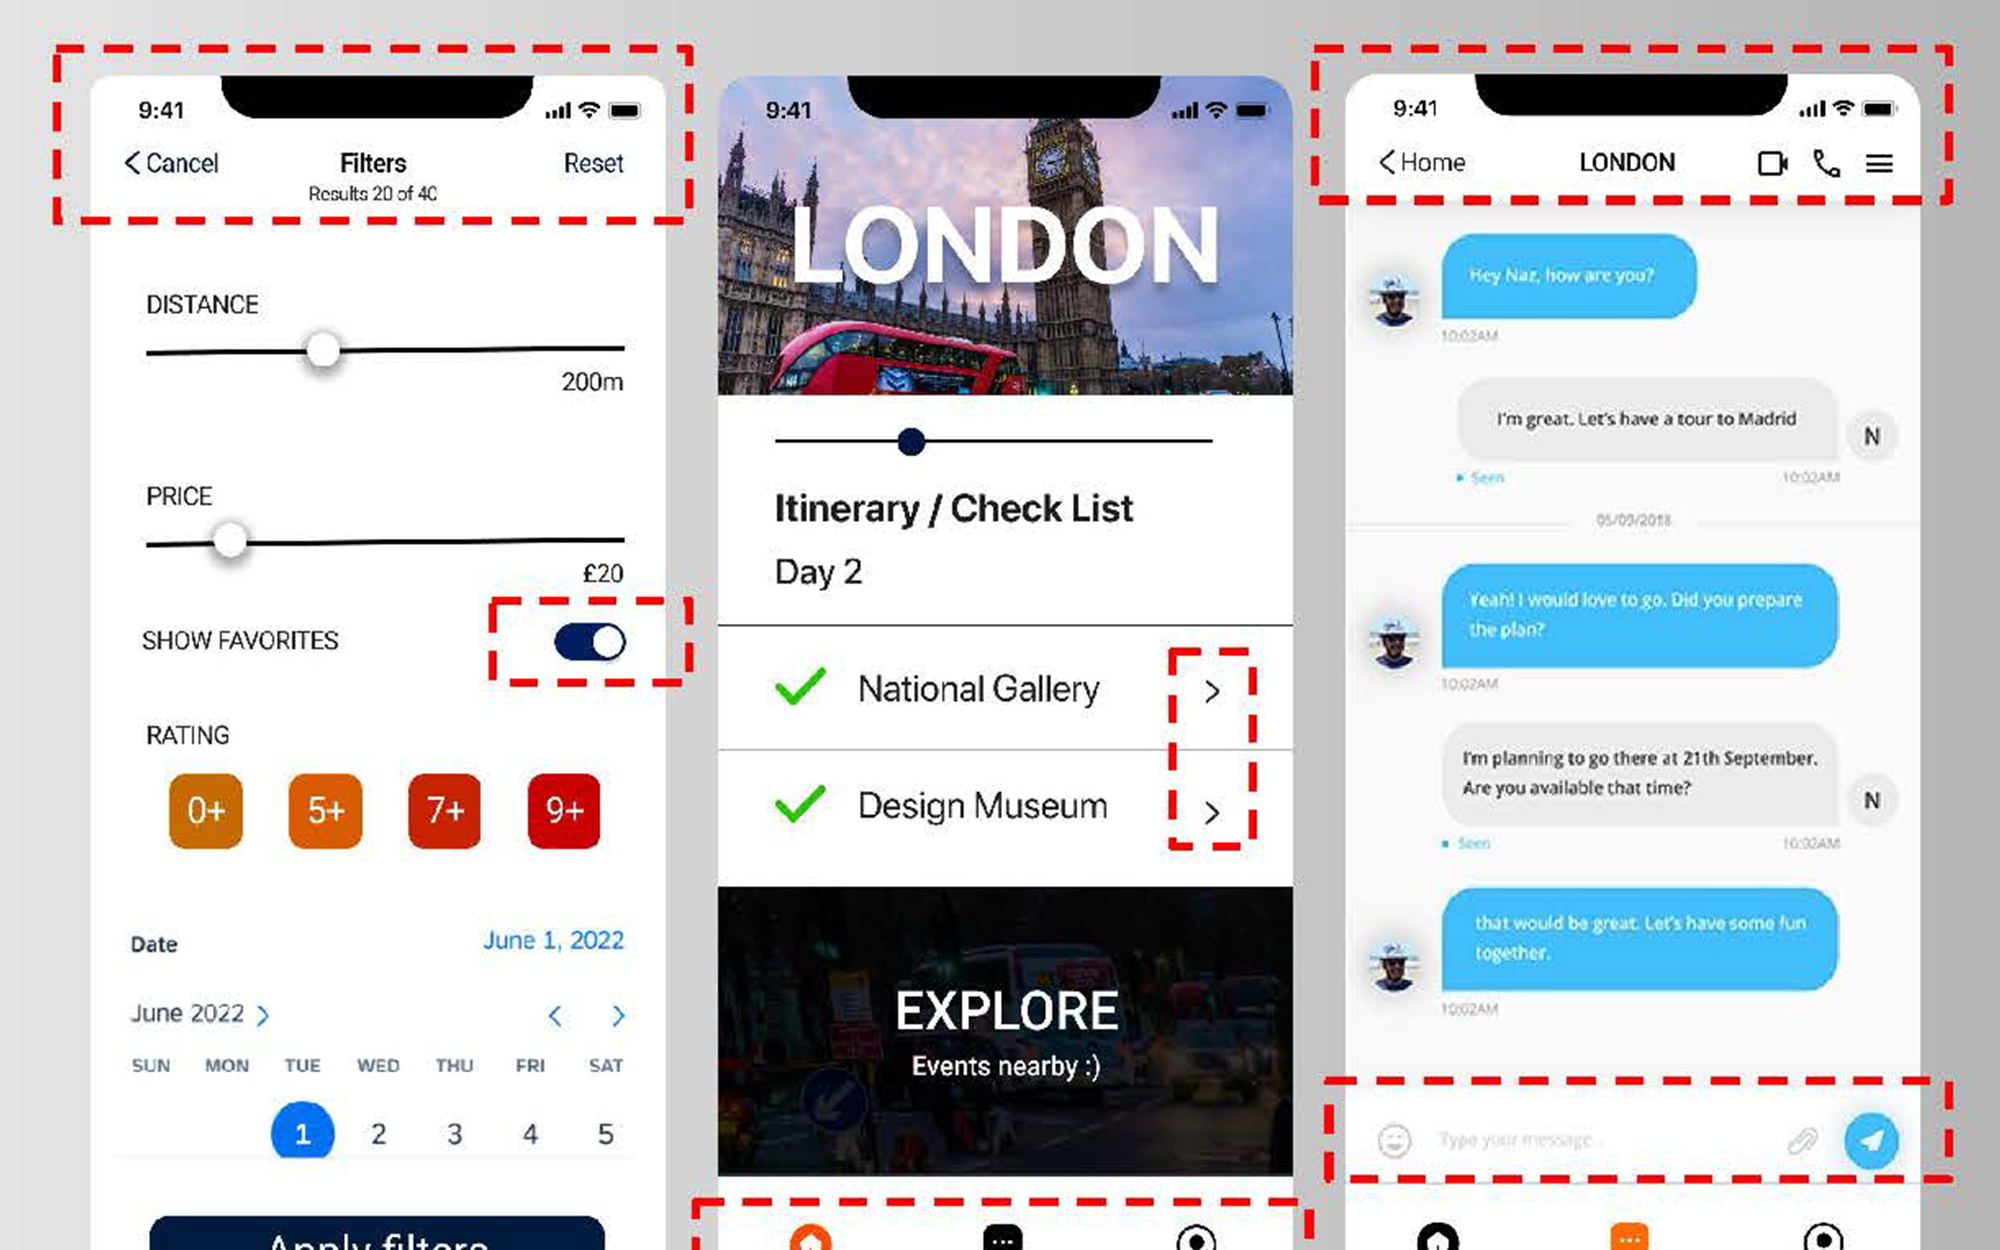 9:41
Cancel
Filters
Reset
Results 20 of 40
DISTANCE
200m
PRICE
£20
SHOW FAVORITES
RATING
0+
5+
7+
9+
Date
June 1, 2022
June 2022
SUN MON TUE WED THU FRI SAT
1 2 3 4 5
Apply filters
9:41
LONDON
Itinerary / Check List
Day 2
National Gallery
Design Museum
EXPLORE
Events nearby :)
9:41
Home
LONDON
Hey Naz, how are you?
10:02AM
I'm great. Let's have a tour to Madrid
N
Seen
10:02AM
05/09/2018
Yeah! I would love to go. Did you prepare
the plan?
10:02AM
I'm planning to go there at 21th September.
Are you available that time?
N
Seen
10:02AM
that would be great. Let's have some fun
together.
10:02AM
Type your message...